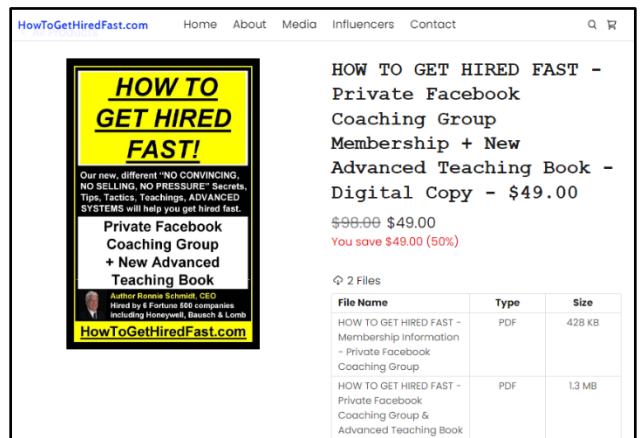 HowToGetHiredFast.com Home About Media Influencers Contact
HOW TO
GET HIRED
FAST!
Our new, different "NO CONVINCING,
NO SELLING, NO PRESSURE" Secrets,
Tips, Tactics, Teachings, ADVANCED
SYSTEMS will help you get hired fast.
Private Facebook
Coaching Group
+ New Advanced
Teaching Book
Author Ronnie Schmidt, CEO
Hired by 6 Fortune 500 companies
including Honeywell, Bausch & Lomb
HowToGetHiredFast.com
HOW TO GET HIRED FAST -
Private Facebook
Coaching Group
Membership + New
Advanced Teaching Book -
Digital Copy - $49.00
$98.00 $49.00
You save $49.00 (50%)
2 Files
File Name Type Size
HOW TO GET HIRED FAST - PDF 428 KB
Membership Information
- Private Facebook
Coaching Group
HOW TO GET HIRED FAST - PDF 1.3 MB
Private Facebook
Coaching Group &
Advanced Teaching Book